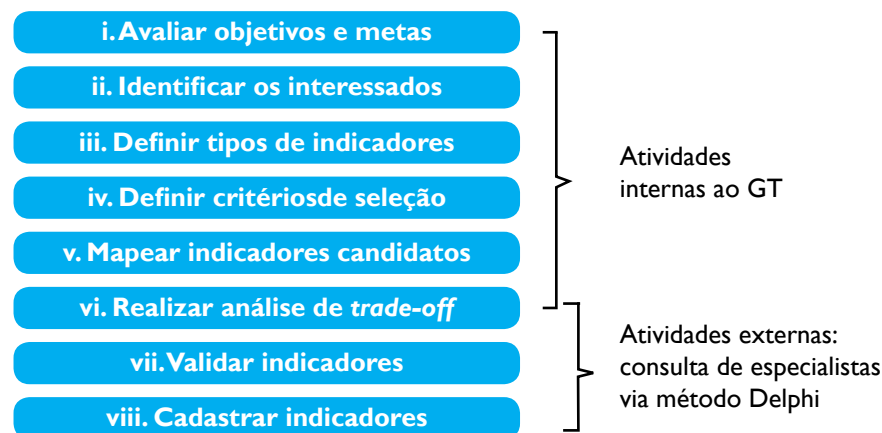 i. Avaliar objetivos e metas
ii. Identificar os interessados
iii. Definir tipos de indicadores
iv. Definir critériosde seleção
v. Mapear indicadores candidatos
vi. Realizar análise de trade-off
vii. Validar indicadores
viii. Cadastrar indicadores
Atividades
internas ao GT
Atividades externas:
consulta de especialistas
via método Delphi